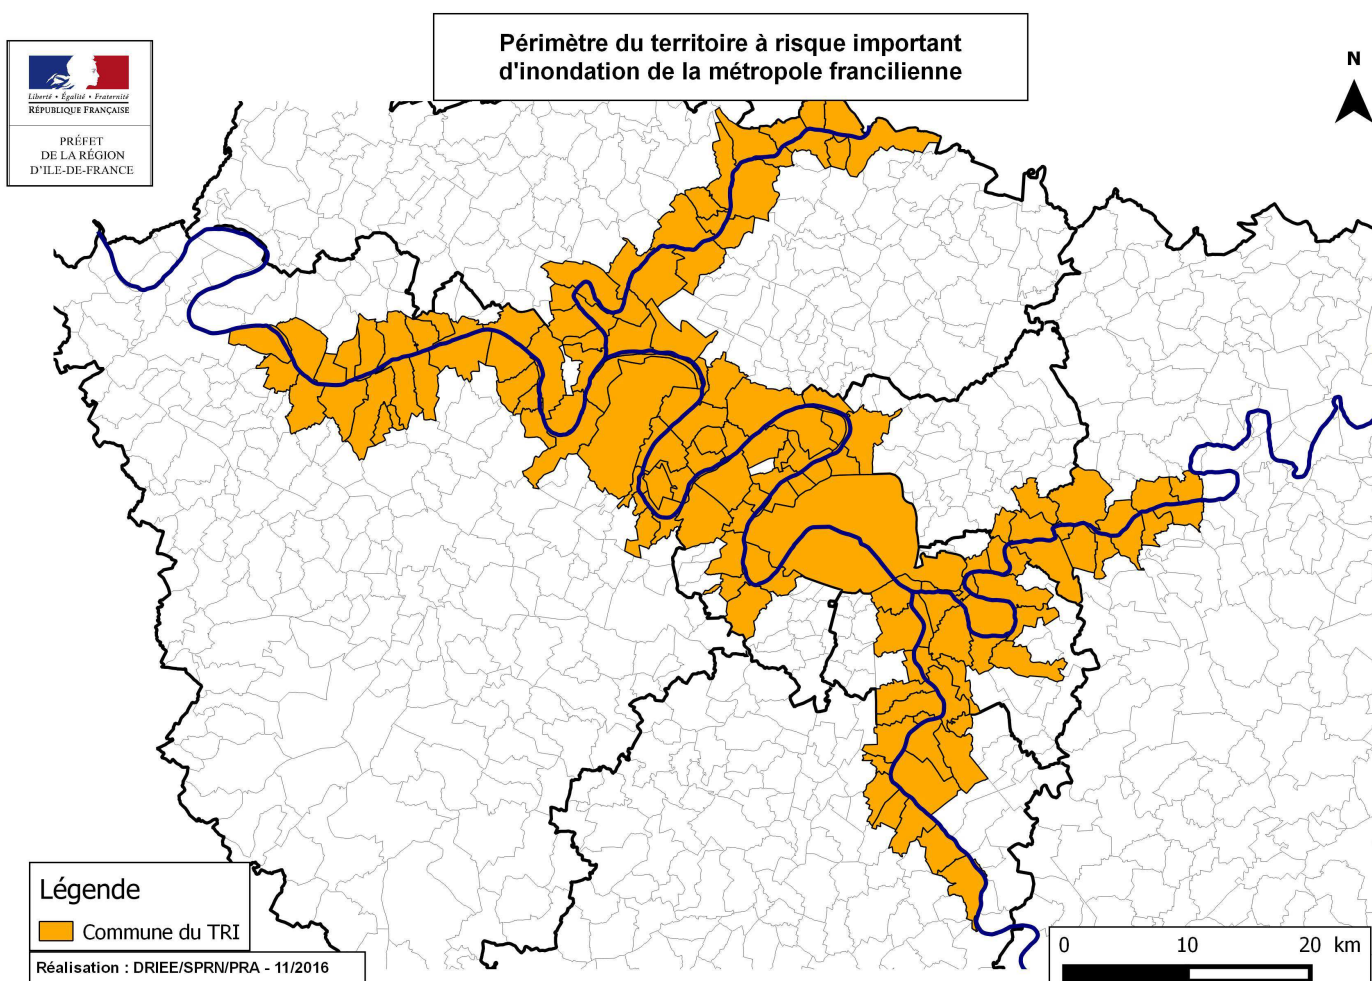 Périmètre du territoire à risque important
d'inondation de la métropole francilienne
N
Liberté • Égalité • Fraternité
RÉPUBLIQUE FRANÇAISE
PRÉFET
DE LA RÉGION
D'ILE-DE-FRANCE
Légende
Commune du TRI
Réalisation : DRIEE/SPRN/PRA - 11/2016
0 10 20 km